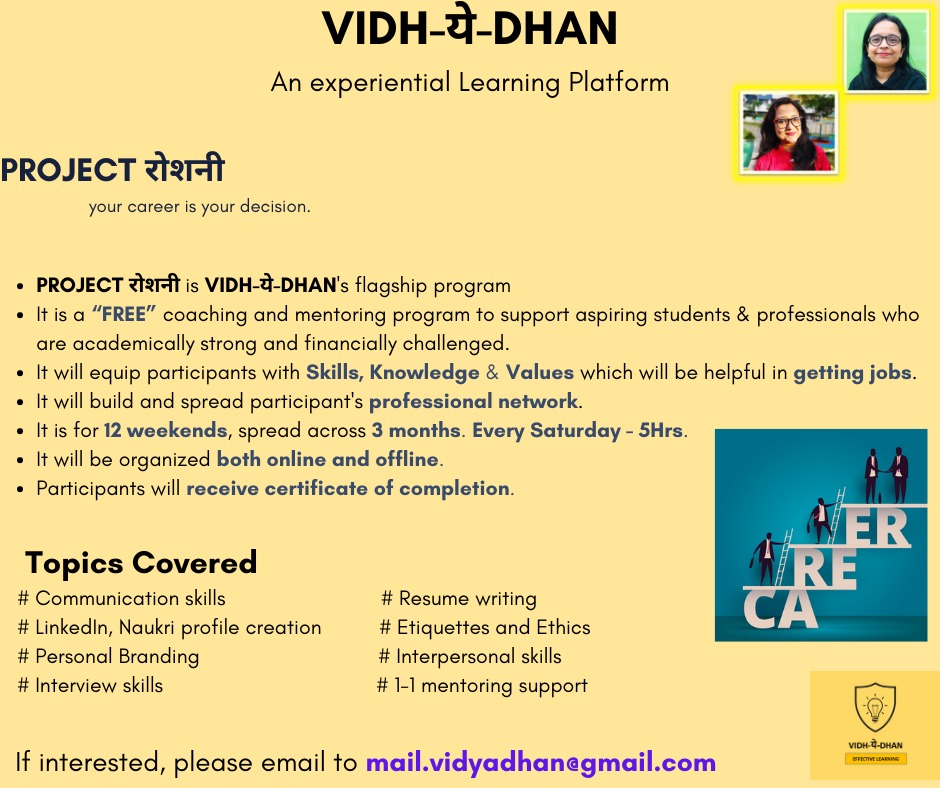 VIDH-ये-DHAN
An experiential Learning Platform
PROJECT रोशनी
your career is your decision.
• PROJECT रोशनी is VIDH-ये-DHAN's flagship program
• It is a “FREE” coaching and mentoring program to support aspiring students & professionals who
are academically strong and financially challenged.
• It will equip participants with Skills, Knowledge & Values which will be helpful in getting jobs.
• It will build and spread participant's professional network.
• It is for 12 weekends, spread across 3 months. Every Saturday - 5Hrs.
• It will be organized both online and offline.
• Participants will receive certificate of completion.
CA
RE
ER
Topics Covered
# Communication skills # Resume writing
# LinkedIn, Naukri profile creation # Etiquettes and Ethics
# Personal Branding # Interpersonal skills
# Interview skills # 1-1 mentoring support
If interested, please email to mail.vidyadhan@gmail.com
VIDH-ये-DHAN
EFFECTIVE LEARNING